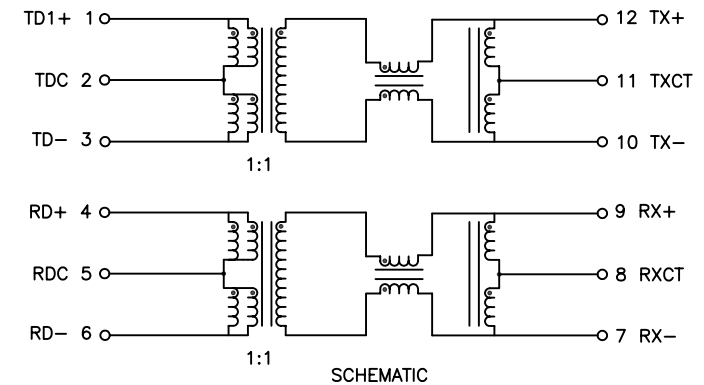 TD1+ 1 12 TX+
TDC 2 11 TXCT
TD- 3 10 TX-
1:1
RD+ 4 9 RX+
RDC 5 8 RXCT
RD- 6 7 RX-
1:1
SCHEMATIC